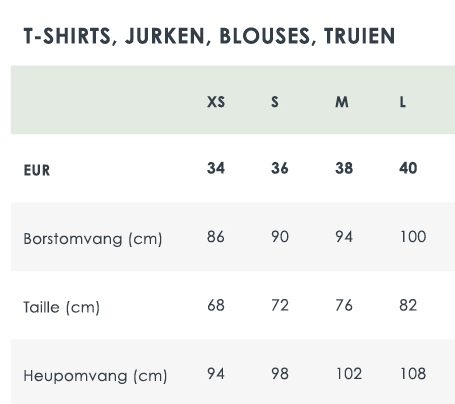 T-SHIRTS, JURKEN, BLOUSES, TRUIEN
XS S M L
EUR 34 36 38 40
Borstomvang (cm) 86 90 94 100
Taille (cm) 68 72 76 82
Heupomvang (cm) 94 98 102 108